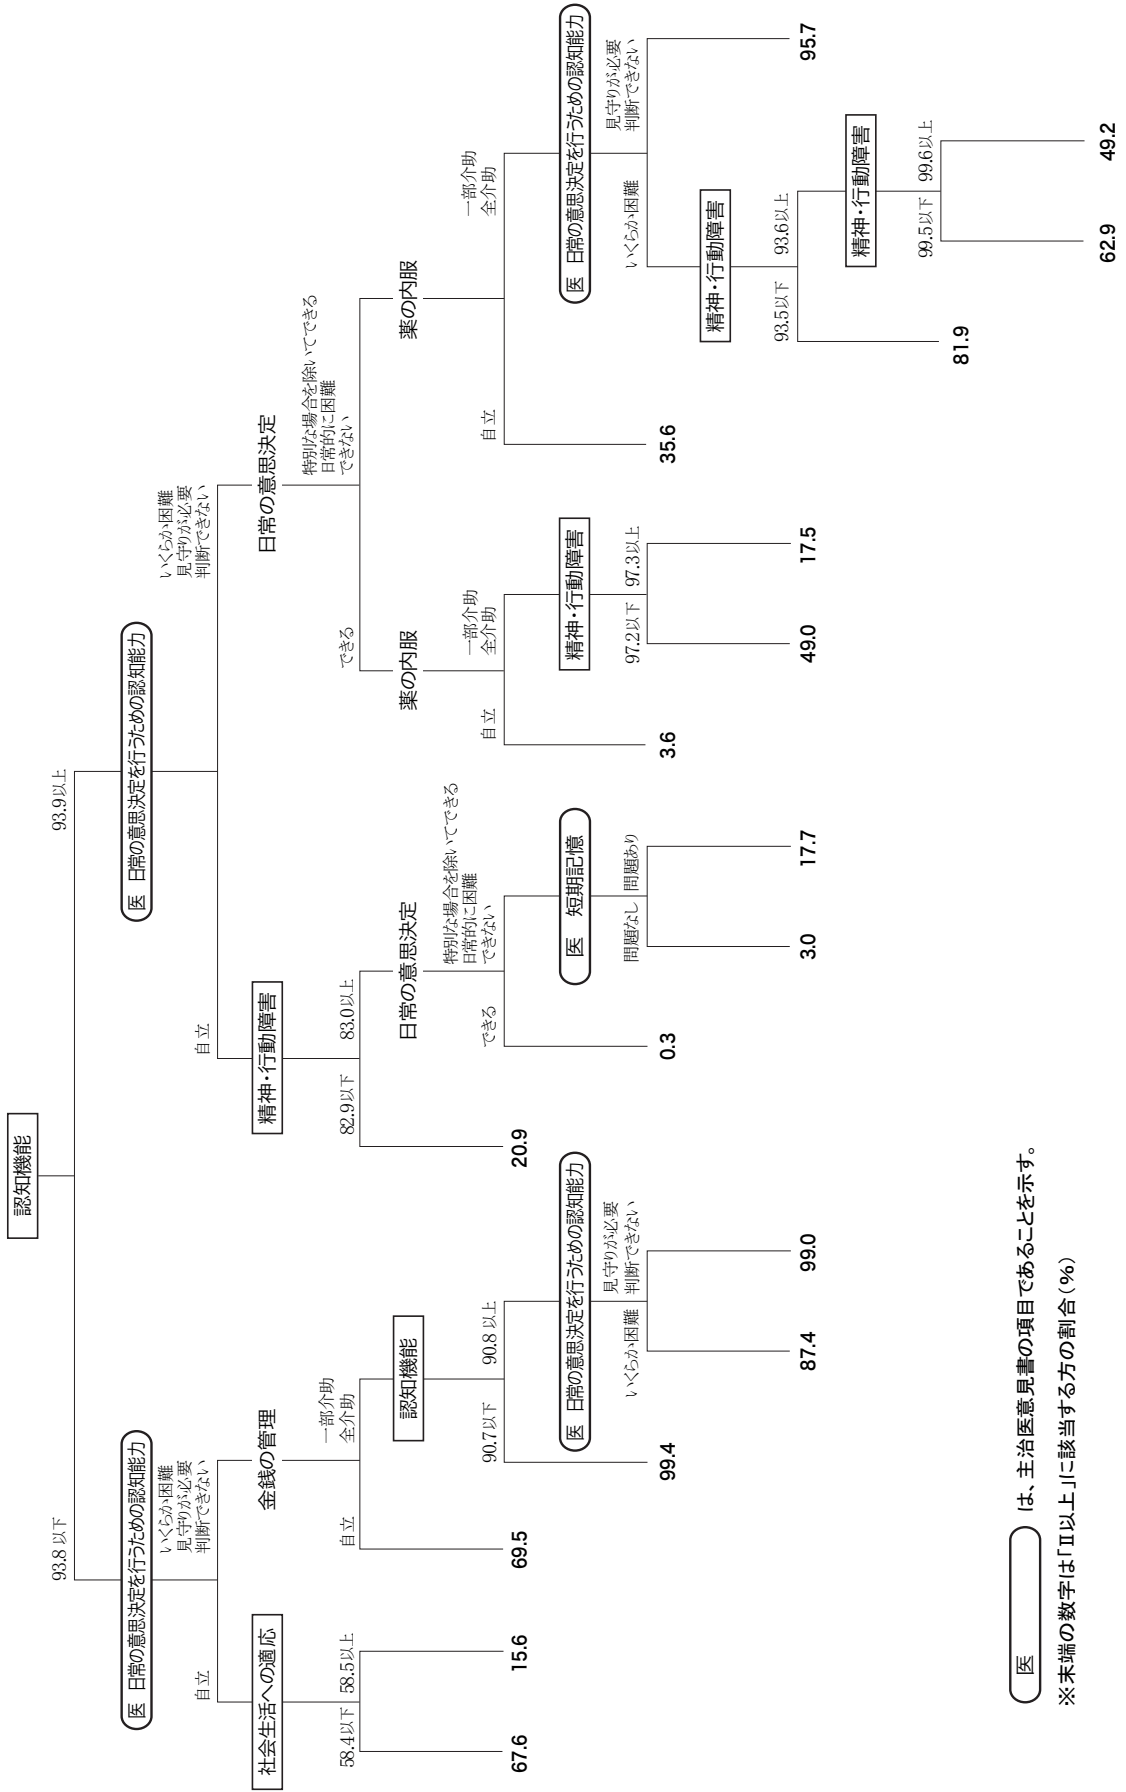 認知機能
93.8 以下
93.9以上
医 日常の意思決定を行うための認知能力
医 日常の意思決定を行うための認知能力
自立
いくらか困難
見守りが必要
判断できない
自立
いくらか困難
見守りが必要
判断できない
社会生活への適応
金銭の管理
精神・行動障害
日常の意思決定
58.4以下
58.5以上
自立
一部介助
全介助
82.9以下
83.0以上
できる
特別な場合を除いてできる
日常的に困難
できない
67.6
15.6
69.5
認知機能
20.9
日常の意思決定
薬の内服
薬の内服
90.7以下
90.8 以上
できる
特別な場合を除いてできる
日常的に困難
できない
自立
一部介助
全介助
自立
一部介助
全介助
99.4
医 日常の意思決定を行うための認知能力
0.3
医 短期記憶
3.6
精神・行動障害
35.6
医 日常の意思決定を行うための認知能力
いくらか困難
見守りが必要
判断できない
問題なし
問題あり
97.2以下
97.3以上
いくらか困難
見守りが必要
判断できない
87.4
99.0
3.0
17.7
49.0
17.5
精神・行動障害
95.7
93.5以下
93.6以上
81.9
精神・行動障害
99.5以下
99.6以上
62.9
49.2
医 は、主治医意見書の項目であることを示す。
※末端の数字は「Ⅱ以上」に該当する方の割合(%)